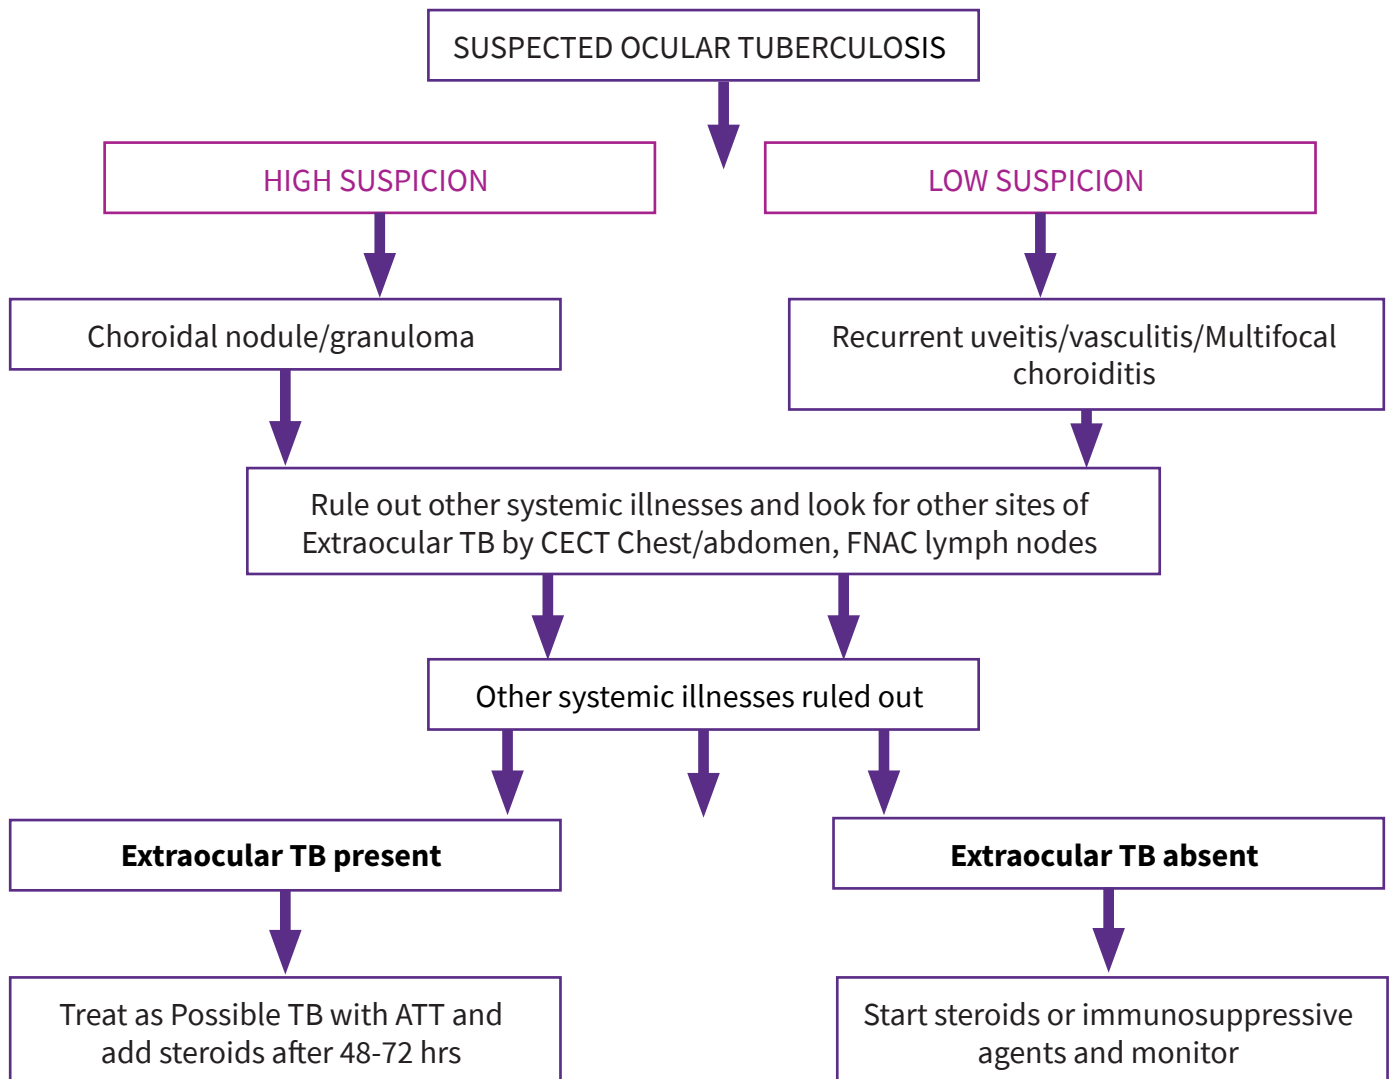 SUSPECTED OCULAR TUBERCULOSIS
HIGH SUSPICION
LOW SUSPICION
Choroidal nodule/granuloma
Recurrent uveitis/vasculitis/Multifocal
choroiditis
Rule out other systemic illnesses and look for other sites of
Extraocular TB by CECT Chest/abdomen, FNAC lymph nodes
Other systemic illnesses ruled out
Extraocular TB present
Extraocular TB absent
Treat as Possible TB with ATT and
add steroids after 48-72 hrs
Start steroids or immunosuppressive
agents and monitor